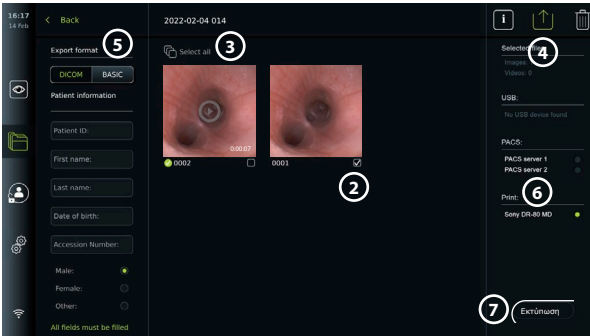 16:17
14 Feb
Back
2022-02-04 014
i
Export format
5
DICOM
BASIC
Patient information
Patient ID:
First name:
Last name:
Date of birth:
Accession Number:
Male:
Female:
Other:
All fields must be filled
Select all
3
0:00:07
0002
0001
2
4
Selected files:
Images:
Videos: 0
USB:
No USB device found
PACS:
PACS server 1
PACS server 2
6
Print:
Sony DR-80 MD
7
Εκτύπωση